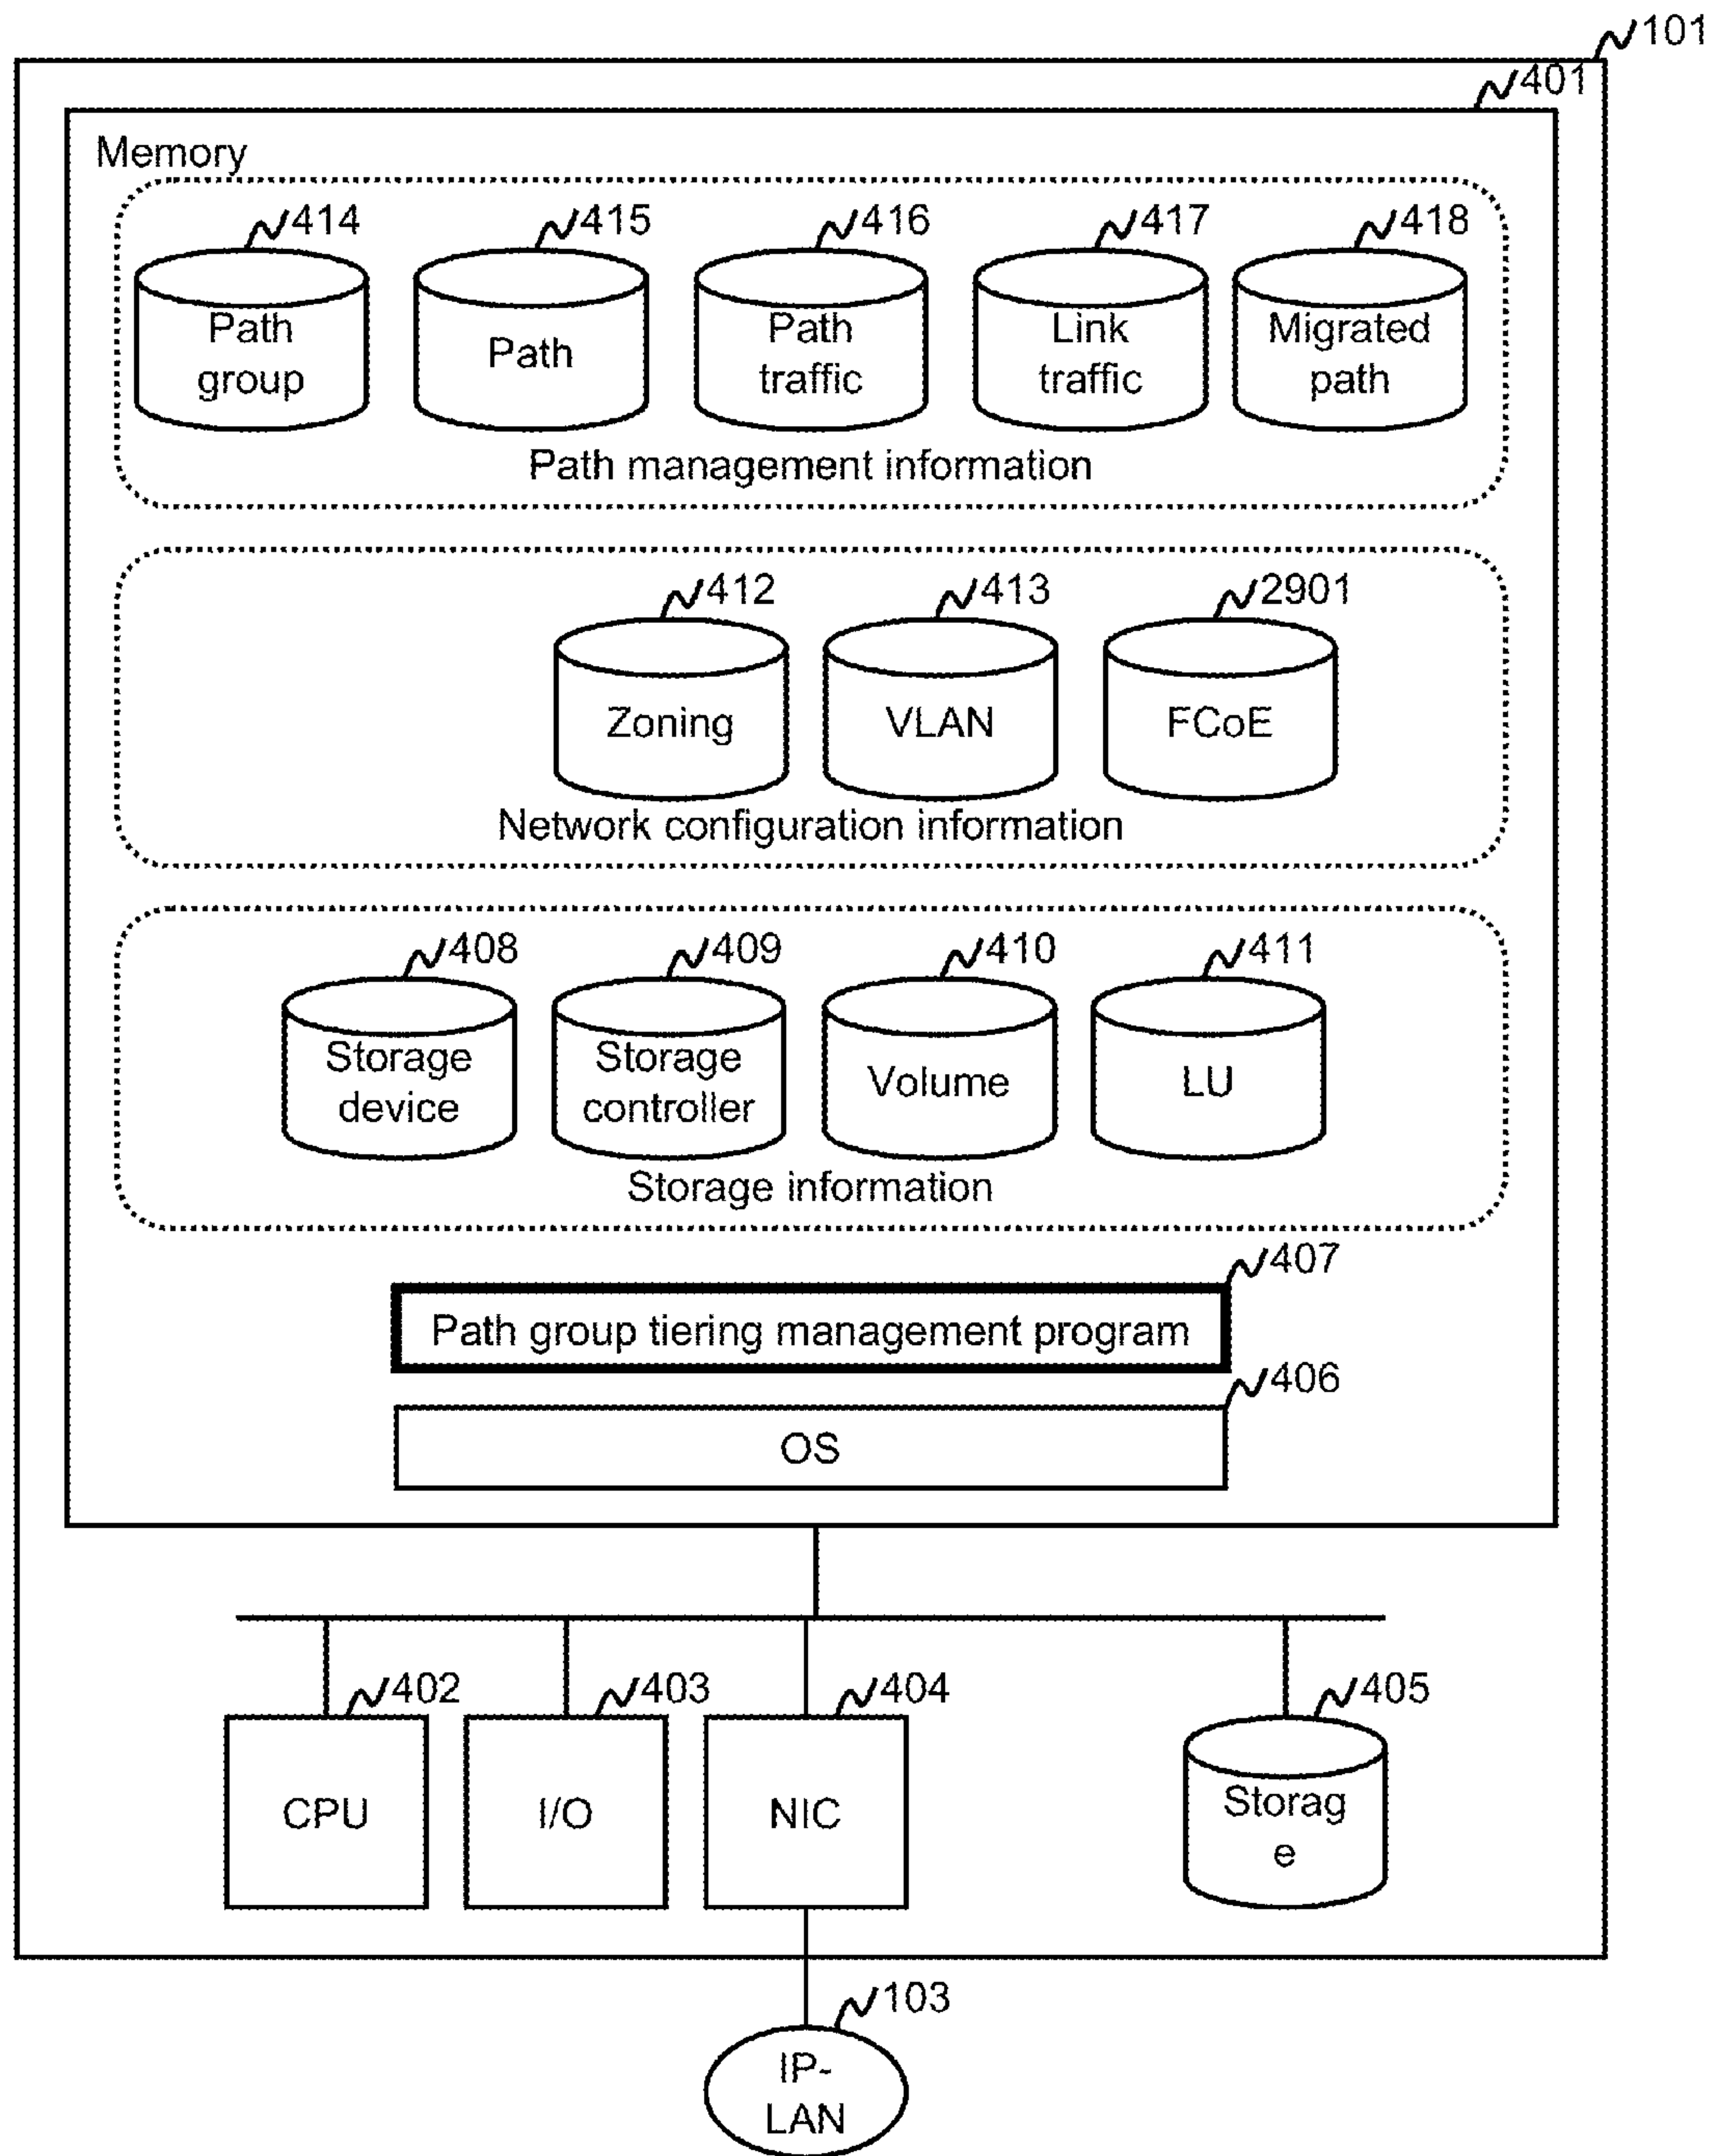 101
401
Memory
414 415 416 417 418
Path Path Link Migrated
group Path traffic traffic path
Path management information
412 413 2901
Zoning VLAN FCoE
Network configuration information
408 409 410 411
Storage Storage
device controller Volume LU
Storage information
407
Path group tiering management program
406
OS
402 403 404 405
CPU I/O NIC Storag
e
103
IP-
LAN